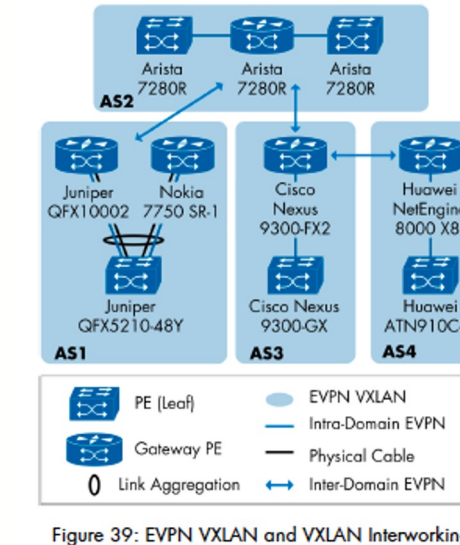 Arista
7280R
Arista
7280R
Arista
7280R
AS2
Juniper
QFX10002
Nokia
7750 SR-1
Juniper
QFX5210-48Y
AS1
Cisco
Nexus
9300-FX2
Cisco Nexus
9300-GX
AS3
Huawei
NetEngin
8000 X8
Huawei
ATN910C
AS4
PE (Leaf)
Gateway PE
Link Aggregation
EVPN VXLAN
Intra-Domain EVPN
Physical Cable
Inter-Domain EVPN
Figure 39: EVPN VXLAN and VXLAN Interworkin